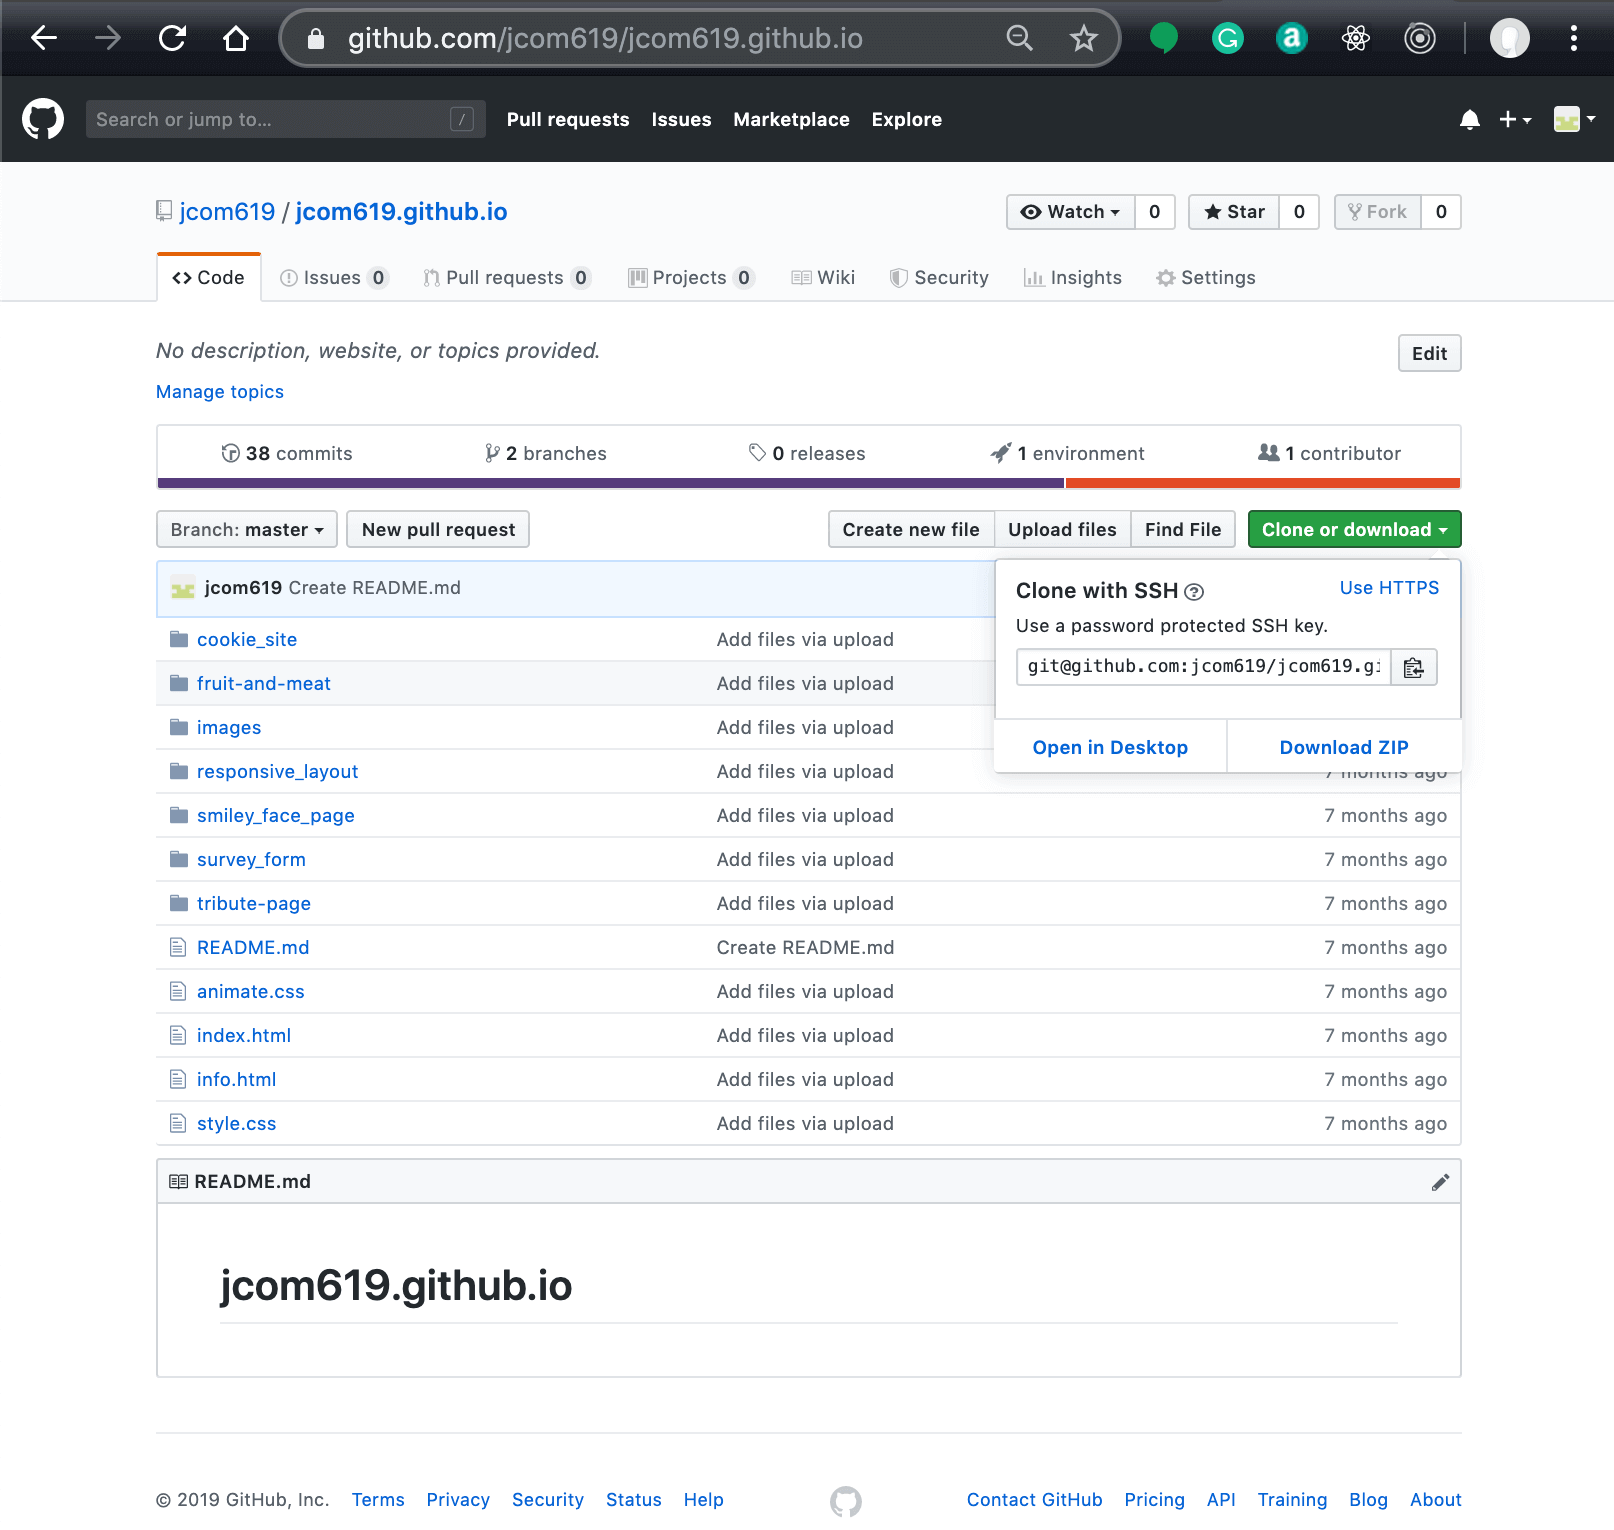 github.com/jcom619/jcom619.github.io
Search or jump to... /
Pull requests Issues Marketplace Explore
jcom619 / jcom619.github.io
Watch 0 Star 0 Fork 0
Code Issues 0 Pull requests 0 Projects 0 Wiki Security Insights Settings
No description, website, or topics provided.
Edit
Manage topics
38 commits 2 branches 0 releases 1 environment 1 contributor
Branch: master New pull request Create new file Upload files Find File Clone or download
jcom619 Create README.md
Clone with SSH ? Use HTTPS
Use a password protected SSH key.
git@github.com:jcom619/jcom619.gi
Open in Desktop Download ZIP
cookie_site Add files via upload
fruit-and-meat Add files via upload
images Add files via upload
responsive_layout Add files via upload 7 months ago
smiley_face_page Add files via upload 7 months ago
survey_form Add files via upload 7 months ago
tribute-page Add files via upload 7 months ago
README.md Create README.md 7 months ago
animate.css Add files via upload 7 months ago
index.html Add files via upload 7 months ago
info.html Add files via upload 7 months ago
style.css Add files via upload 7 months ago
README.md
jcom619.github.io
© 2019 GitHub, Inc. Terms Privacy Security Status Help Contact GitHub Pricing API Training Blog About